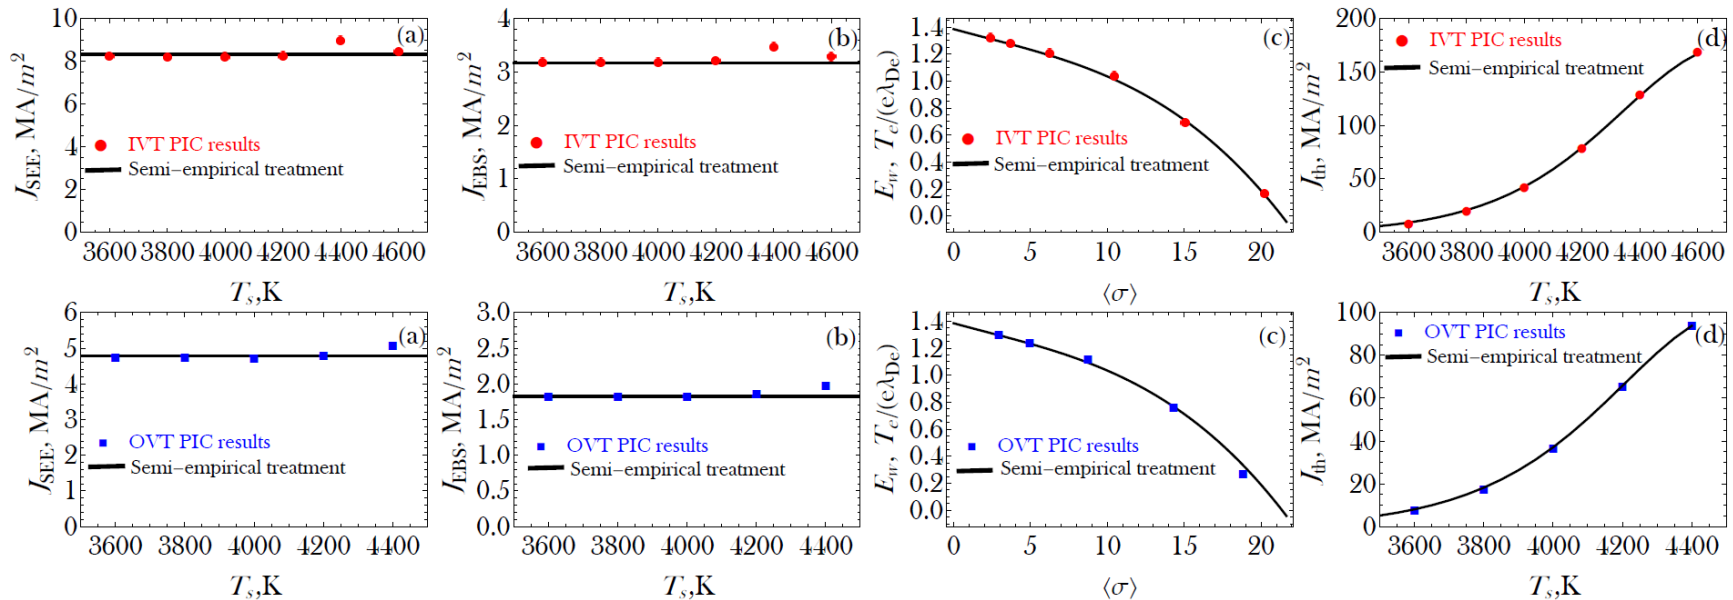 J_SEE, MA/m²
10
8
6
4
2
0
(a)
IVT PIC results
Semi−empirical treatment
3600 3800 4000 4200 4400 4600
T_s,K
J_EBS, MA/m²
4
3
2
1
0
(b)
IVT PIC results
Semi−empirical treatment
3600 3800 4000 4200 4400 4600
T_s,K
E_w, T_e/(eλ_De)
1.4
1.2
1.0
0.8
0.6
0.4
0.2
0.0
(c)
IVT PIC results
Semi−empirical treatment
0 5 10 15 20
⟨σ⟩
J_th, MA/m²
200
150
100
50
0
(d)
IVT PIC results
Semi−empirical treatment
3600 3800 4000 4200 4400 4600
T_s,K
J_SEE, MA/m²
6
5
4
3
2
1
0
(a)
OVT PIC results
Semi−empirical treatment
3600 3800 4000 4200 4400
T_s,K
J_EBS, MA/m²
3.0
2.5
2.0
1.5
1.0
0.5
0.0
(b)
OVT PIC results
Semi−empirical treatment
3600 3800 4000 4200 4400
T_s,K
E_w, T_e/(eλ_De)
1.4
1.2
1.0
0.8
0.6
0.4
0.2
0.0
(c)
OVT PIC results
Semi−empirical treatment
0 5 10 15 20
⟨σ⟩
J_th, MA/m²
100
80
60
40
20
0
(d)
OVT PIC results
Semi−empirical treatment
3600 3800 4000 4200 4400
T_s,K